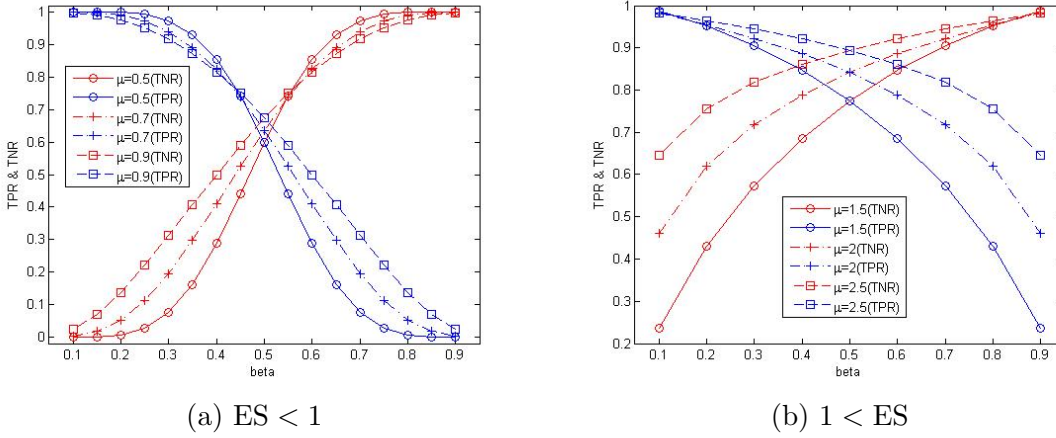 TPR & TNR
1
0.9
0.8
0.7
0.6
0.5
0.4
0.3
0.2
0.1
0
μ=0.5(TNR)
μ=0.5(TPR)
μ=0.7(TNR)
μ=0.7(TPR)
μ=0.9(TNR)
μ=0.9(TPR)
0.1 0.2 0.3 0.4 0.5 0.6 0.7 0.8 0.9
beta
(a) ES < 1
TPR & TNR
1
0.9
0.8
0.7
0.6
0.5
0.4
0.3
0.2
μ=1.5(TNR)
μ=1.5(TPR)
μ=2(TNR)
μ=2(TPR)
μ=2.5(TNR)
μ=2.5(TPR)
0.1 0.2 0.3 0.4 0.5 0.6 0.7 0.8 0.9
beta
(b) 1 < ES